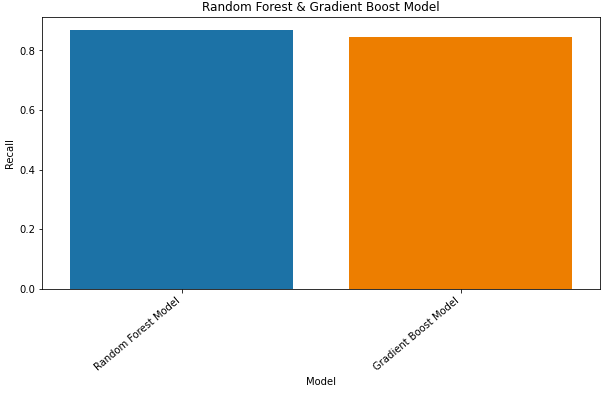 Random Forest & Gradient Boost Model
0.8
0.6
0.4
0.2
0.0
Recall
Random Forest Model
Gradient Boost Model
Model